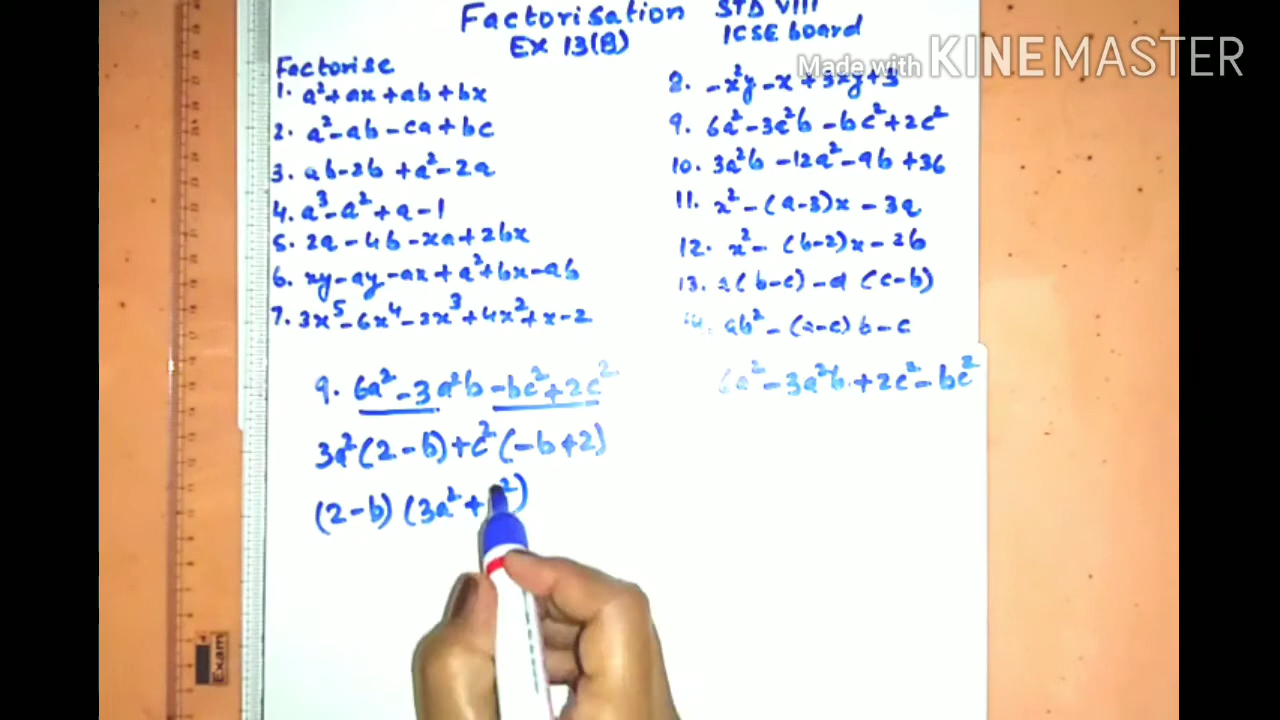 Factorisation STD VIII
Ex 13(B) ICSE board
Made with KINEMASTER
Factorise
1. a²+ax+ab+bx
2. a²-ab-ca+bc
3. ab-2b+a²-2a
4. a³-a²+a-1
5. 2a-4b-xa+2bx
6. xy-ay-ax+a²+bx-ab
7. 3x⁵-6x⁴-2x³+4x²+x-2
8. -x²y-x+3xy+3
9. 6a²-3a²b-bc²+2c²
10. 3a²b-12a²-9b+36
11. x²-(a-3)x-3a
12. x²-(b-2)x-2b
13. a(b-c)-d(c-b)
14. ab²-(a-c)b-c
9. 6a²-3a²b-bc²+2c²
3a²(2-b)+c²(-b+2)
(2-b)(3a²+c²)
6a²-3a²b+2c²-bc²
Exam